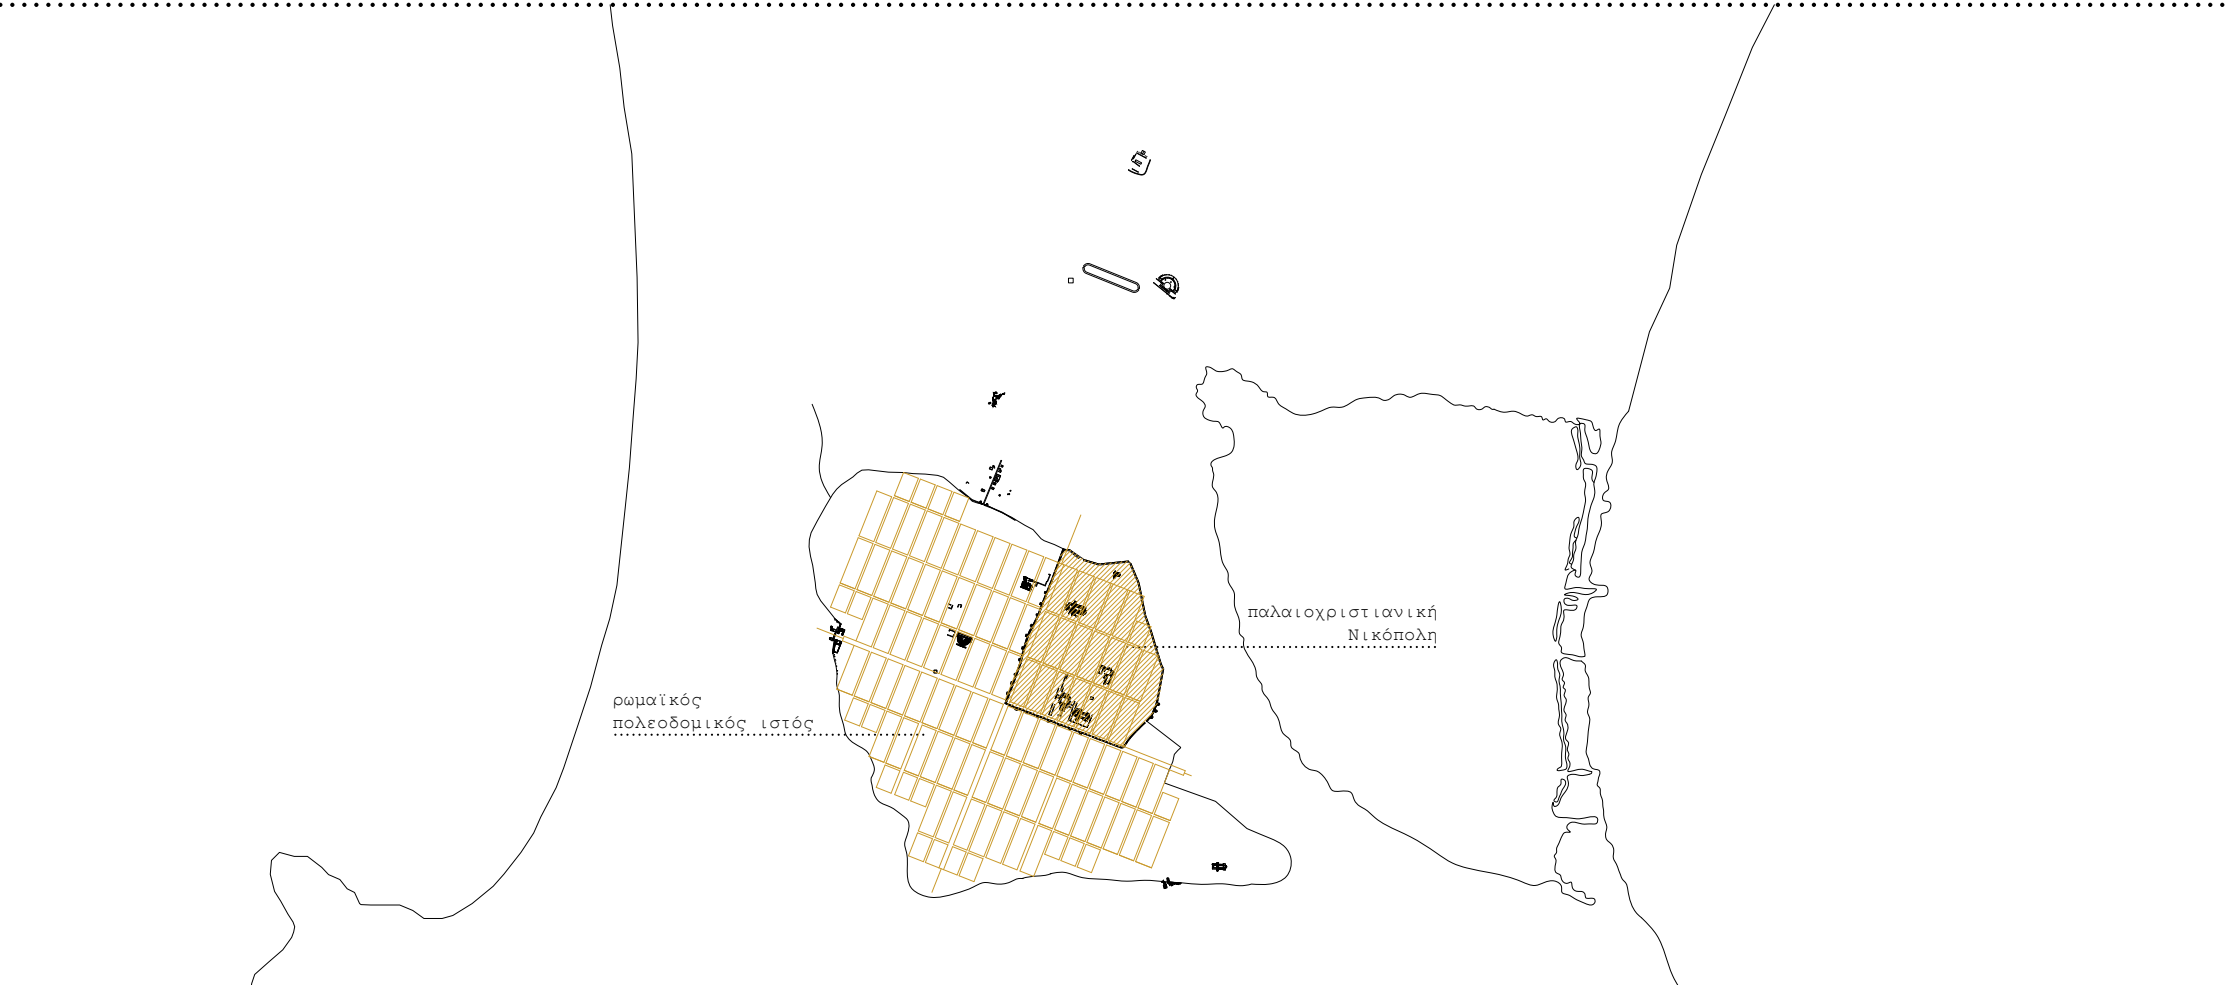 παλαιοχριστιανική
Νικόπολη
ρωμαϊκός
πολεοδομικός ιστός